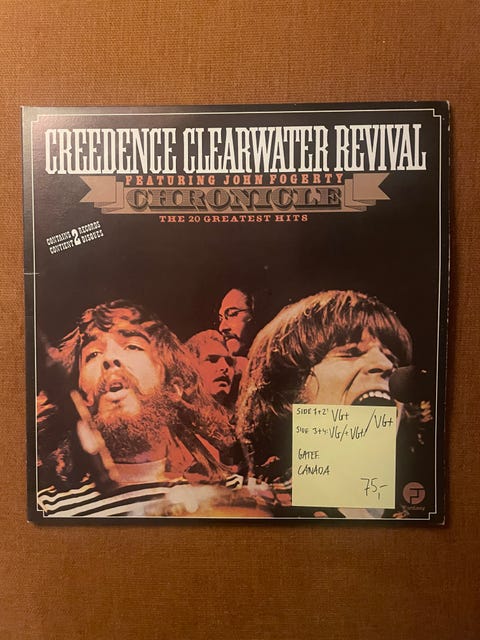 CREEDENCE CLEARWATER REVIVAL
FEATURING JOHN FOGERTY
CHRONICLE
THE 20 GREATEST HITS
CONTAINS 2 RECORDS
CONTIENT 2 DISQUES
SIDE 1+2: VG+
SIDE 3+4: VG/+VG+/VG+
GATEF
CANADA
75,-
Fantasy